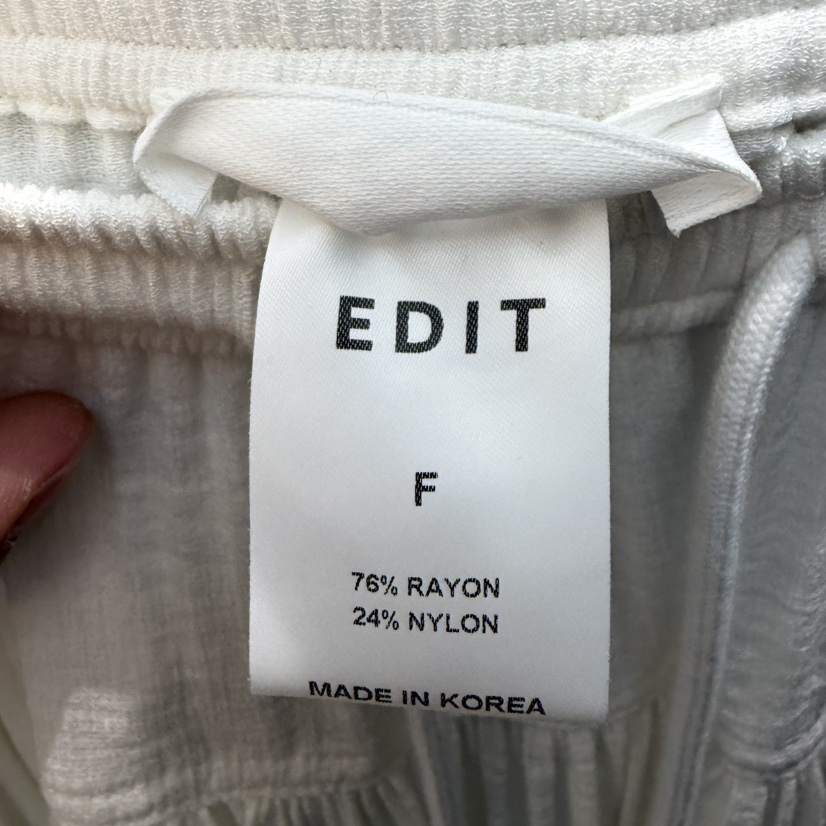 EDIT
F
76% RAYON
24% NYLON
MADE IN KOREA